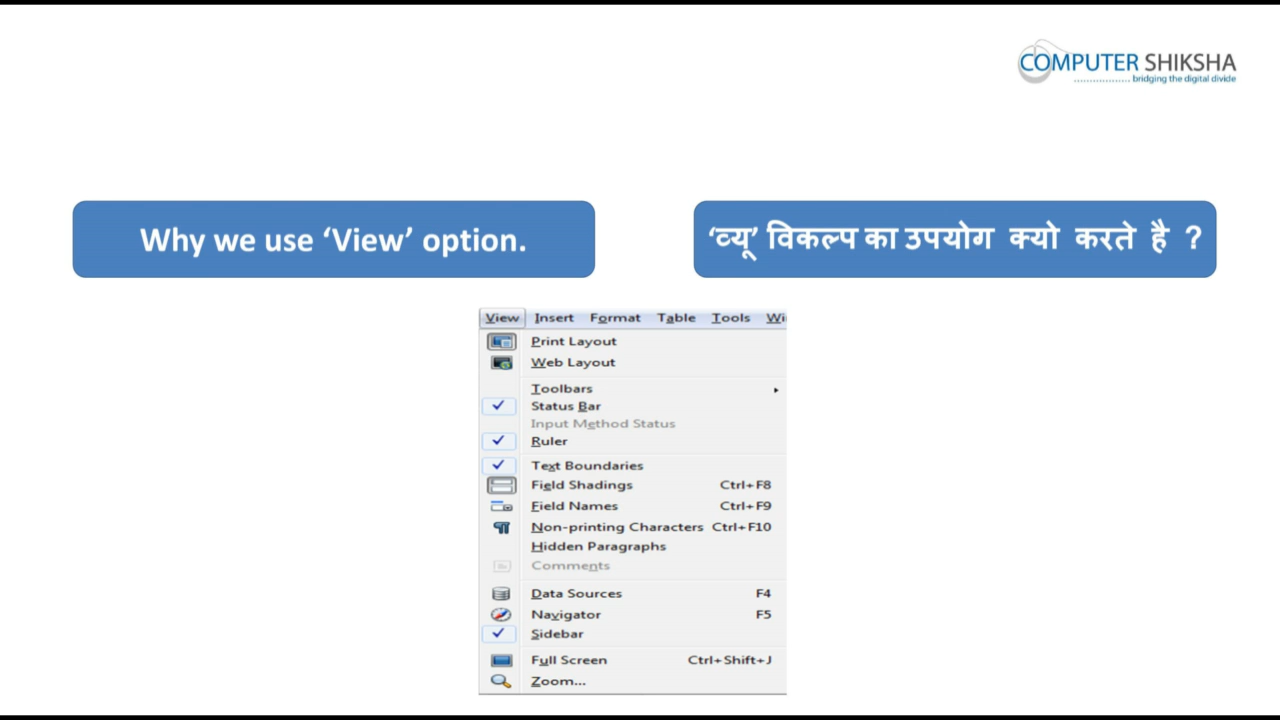 COMPUTER SHIKSHA
bridging the digital divide
Why we use ‘View’ option.
‘व्यू’ विकल्प का उपयोग क्यो करते है ?
View Insert Format Table Tools Wi
Print Layout
Web Layout
Toolbars
Status Bar
Input Method Status
Ruler
Text Boundaries
Field Shadings Ctrl+F8
Field Names Ctrl+F9
Non-printing Characters Ctrl+F10
Hidden Paragraphs
Comments
Data Sources F4
Navigator F5
Sidebar
Full Screen Ctrl+Shift+J
Zoom...